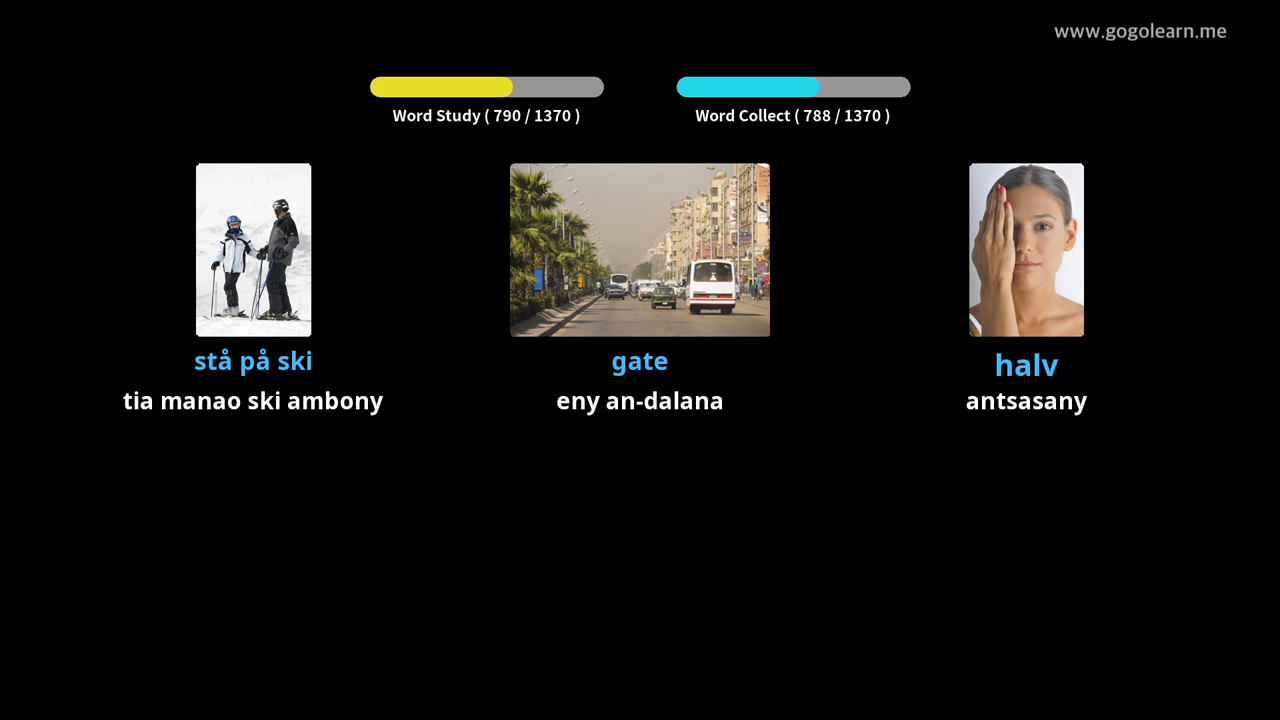 www.gogolearn.me
Word Study ( 790 / 1370 )
Word Collect ( 788 / 1370 )
stå på ski
gate
halv
tia manao ski ambony
eny an-dalana
antsasany